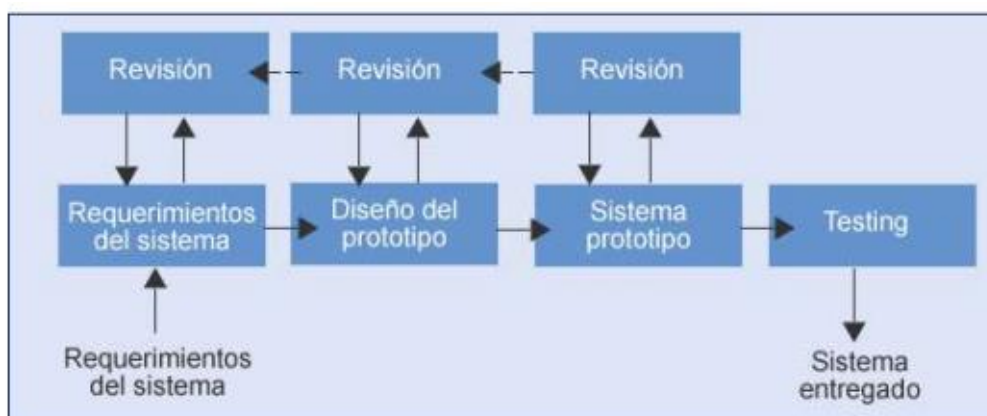 Revisión
Revisión
Revisión
Requerimientos
del sistema
Diseño del
prototipo
Sistema
prototipo
Testing
Requerimientos
del sistema
Sistema
entregado